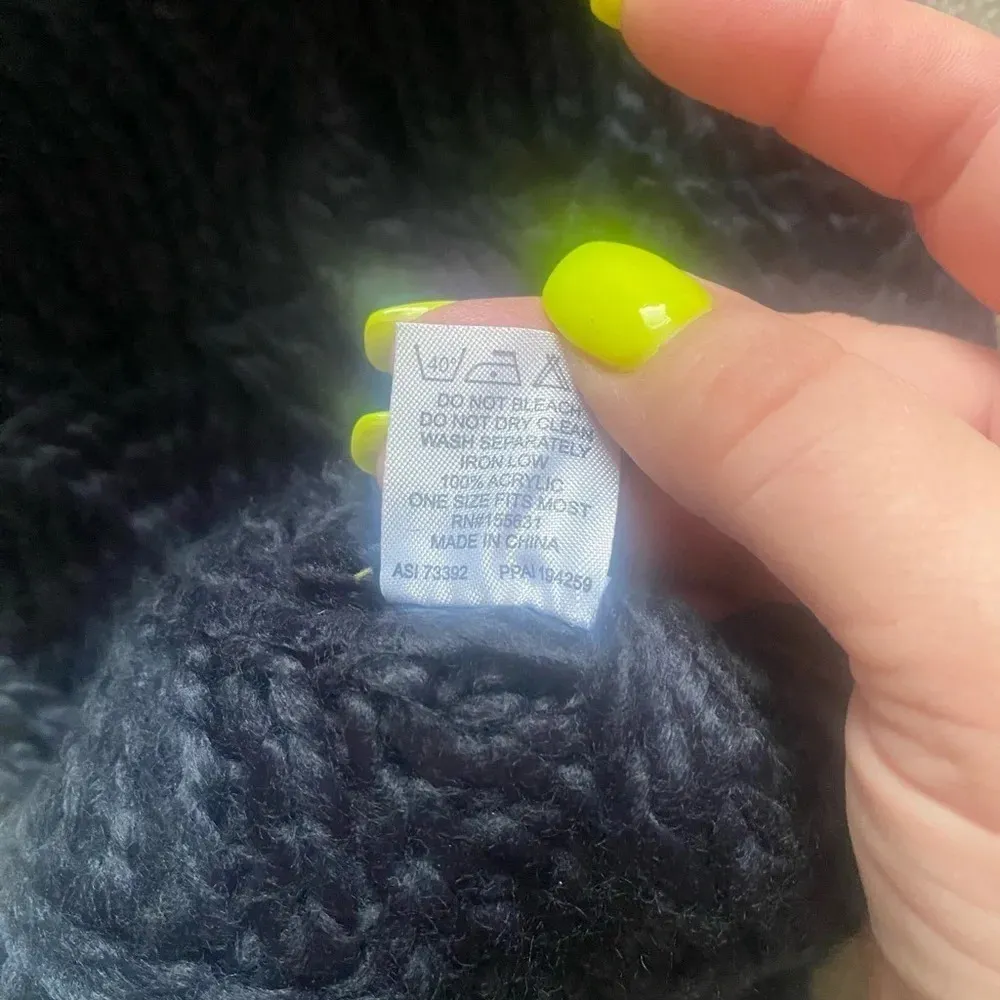 40°
DO NOT BLEACH
DO NOT DRY CLEAN
WASH SEPARATELY
IRON LOW
100% ACRYLIC
ONE SIZE FITS MOST
RN#155631
MADE IN CHINA
ASI 73392 PPAI 194259